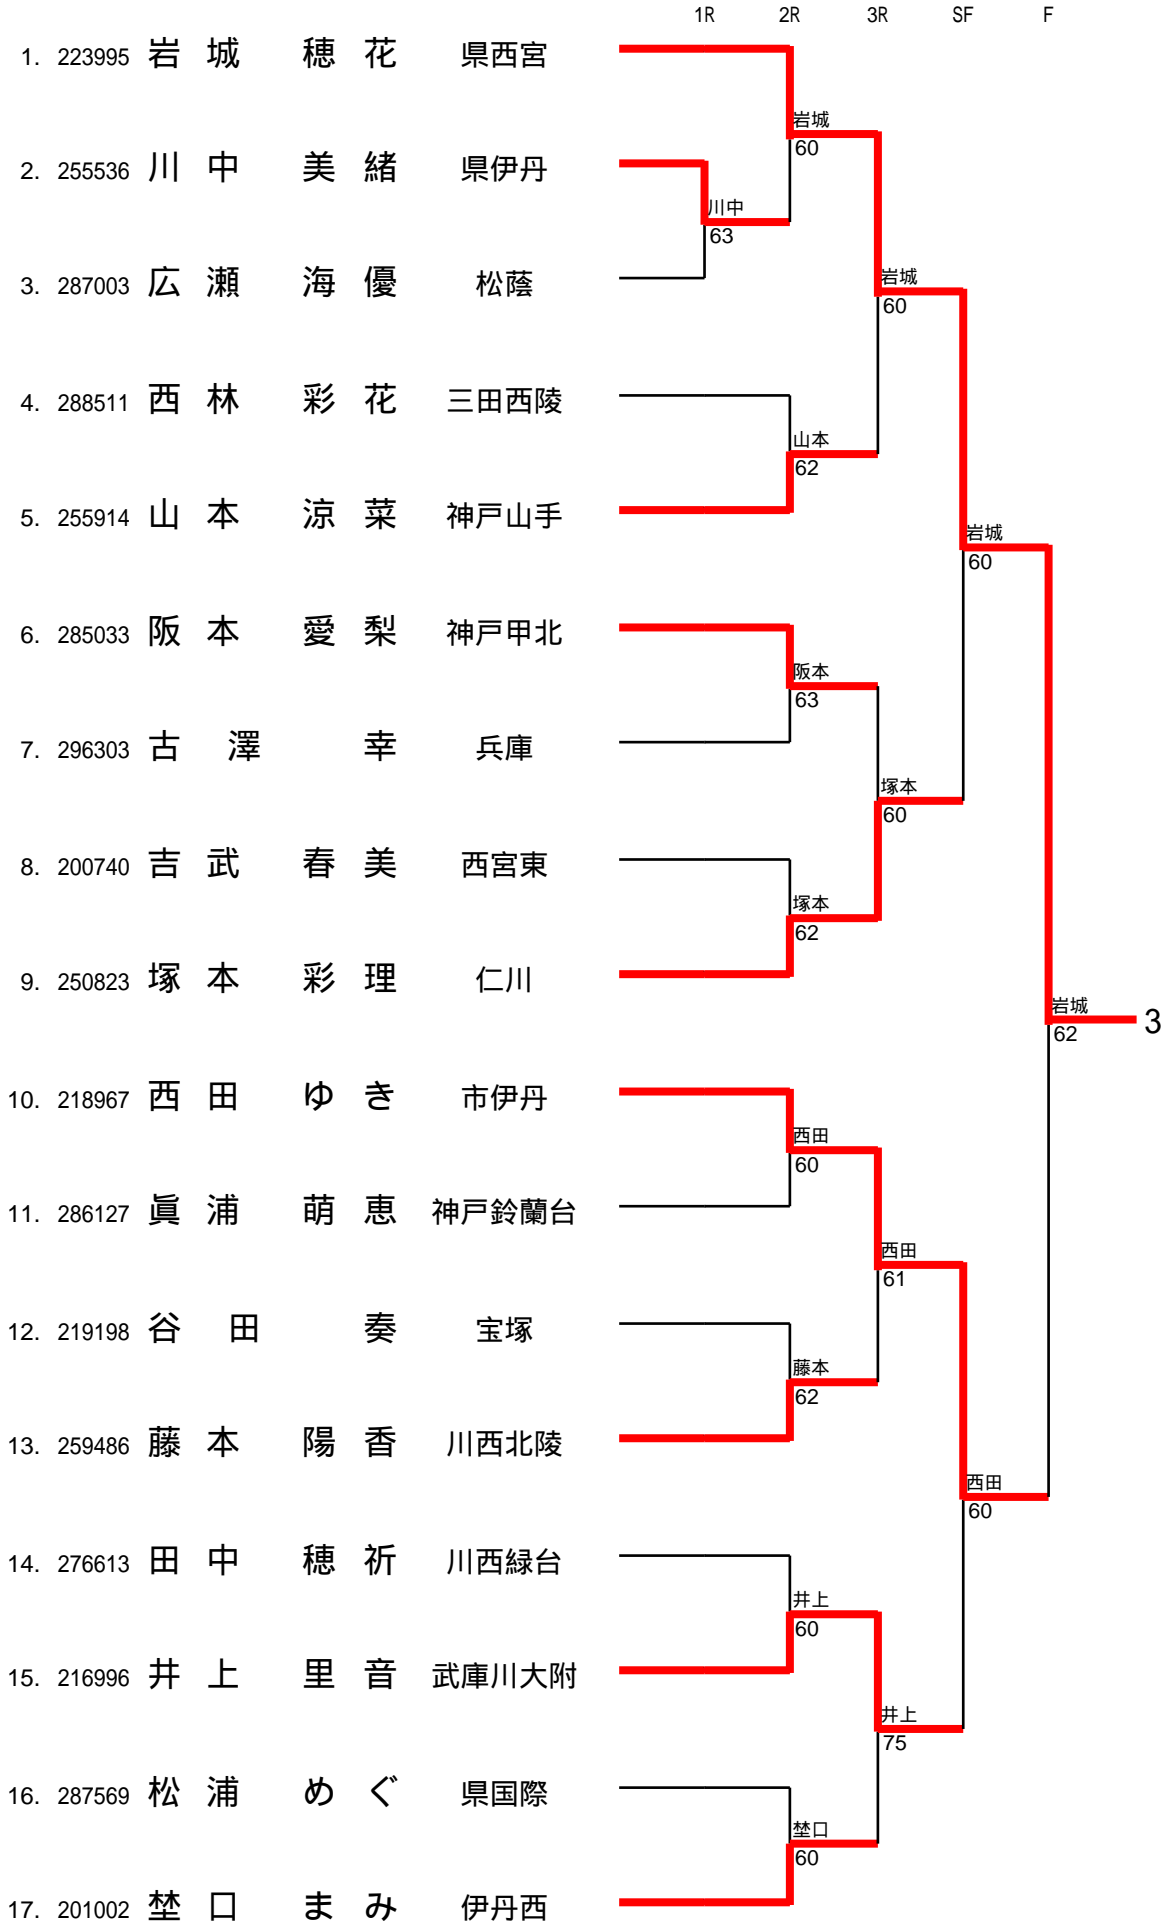 1R 2R 3R SF F
1. 223995 岩城 穂花 県西宮
岩城
60
2. 255536 川中 美緒 県伊丹
川中
63
3. 287003 広瀬 海優 松蔭
岩城
60
4. 288511 西林 彩花 三田西陵
山本
62
5. 255914 山本 涼菜 神戸山手
岩城
60
6. 285033 阪本 愛梨 神戸甲北
阪本
63
7. 296303 古澤 幸 兵庫
塚本
60
8. 200740 吉武 春美 西宮東
塚本
62
9. 250823 塚本 彩理 仁川
岩城
62
3
10. 218967 西田 ゆき 市伊丹
西田
60
11. 286127 眞浦 萌恵 神戸鈴蘭台
西田
61
12. 219198 谷田 奏 宝塚
藤本
62
13. 259486 藤本 陽香 川西北陵
西田
60
14. 276613 田中 穂祈 川西緑台
井上
60
15. 216996 井上 里音 武庫川大附
井上
75
16. 287569 松浦 めぐ 県国際
埜口
60
17. 201002 埜口 まみ 伊丹西